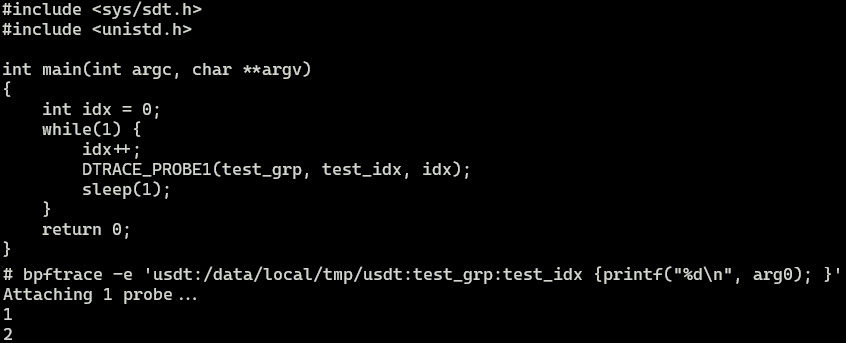 #include <sys/sdt.h>
#include <unistd.h>

int main(int argc, char **argv)
{
    int idx = 0;
    while(1) {
        idx++;
        DTRACE_PROBE1(test_grp, test_idx, idx);
        sleep(1);
    }
    return 0;
}
# bpftrace -e 'usdt:/data/local/tmp/usdt:test_grp:test_idx {printf("%d\n", arg0); }'
Attaching 1 probe...
1
2